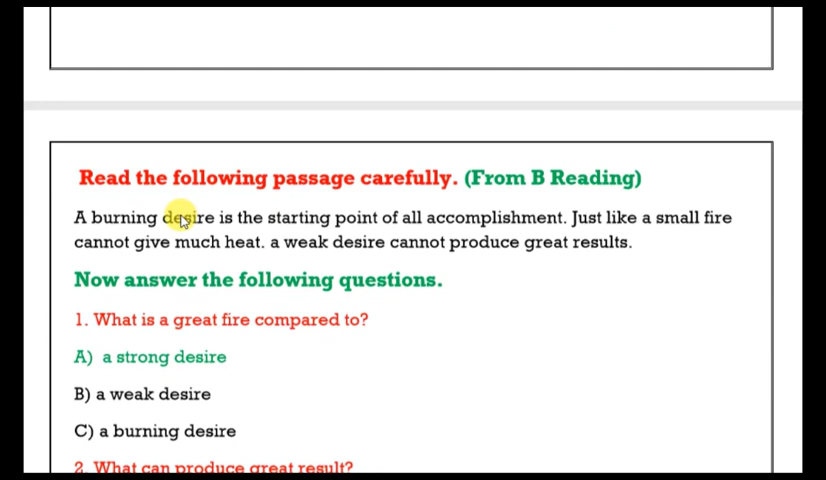 Read the following passage carefully. (From B Reading)
A burning desire is the starting point of all accomplishment. Just like a small fire
cannot give much heat. a weak desire cannot produce great results.
Now answer the following questions.
1. What is a great fire compared to?
A) a strong desire
B) a weak desire
C) a burning desire
2. What can produce great result?